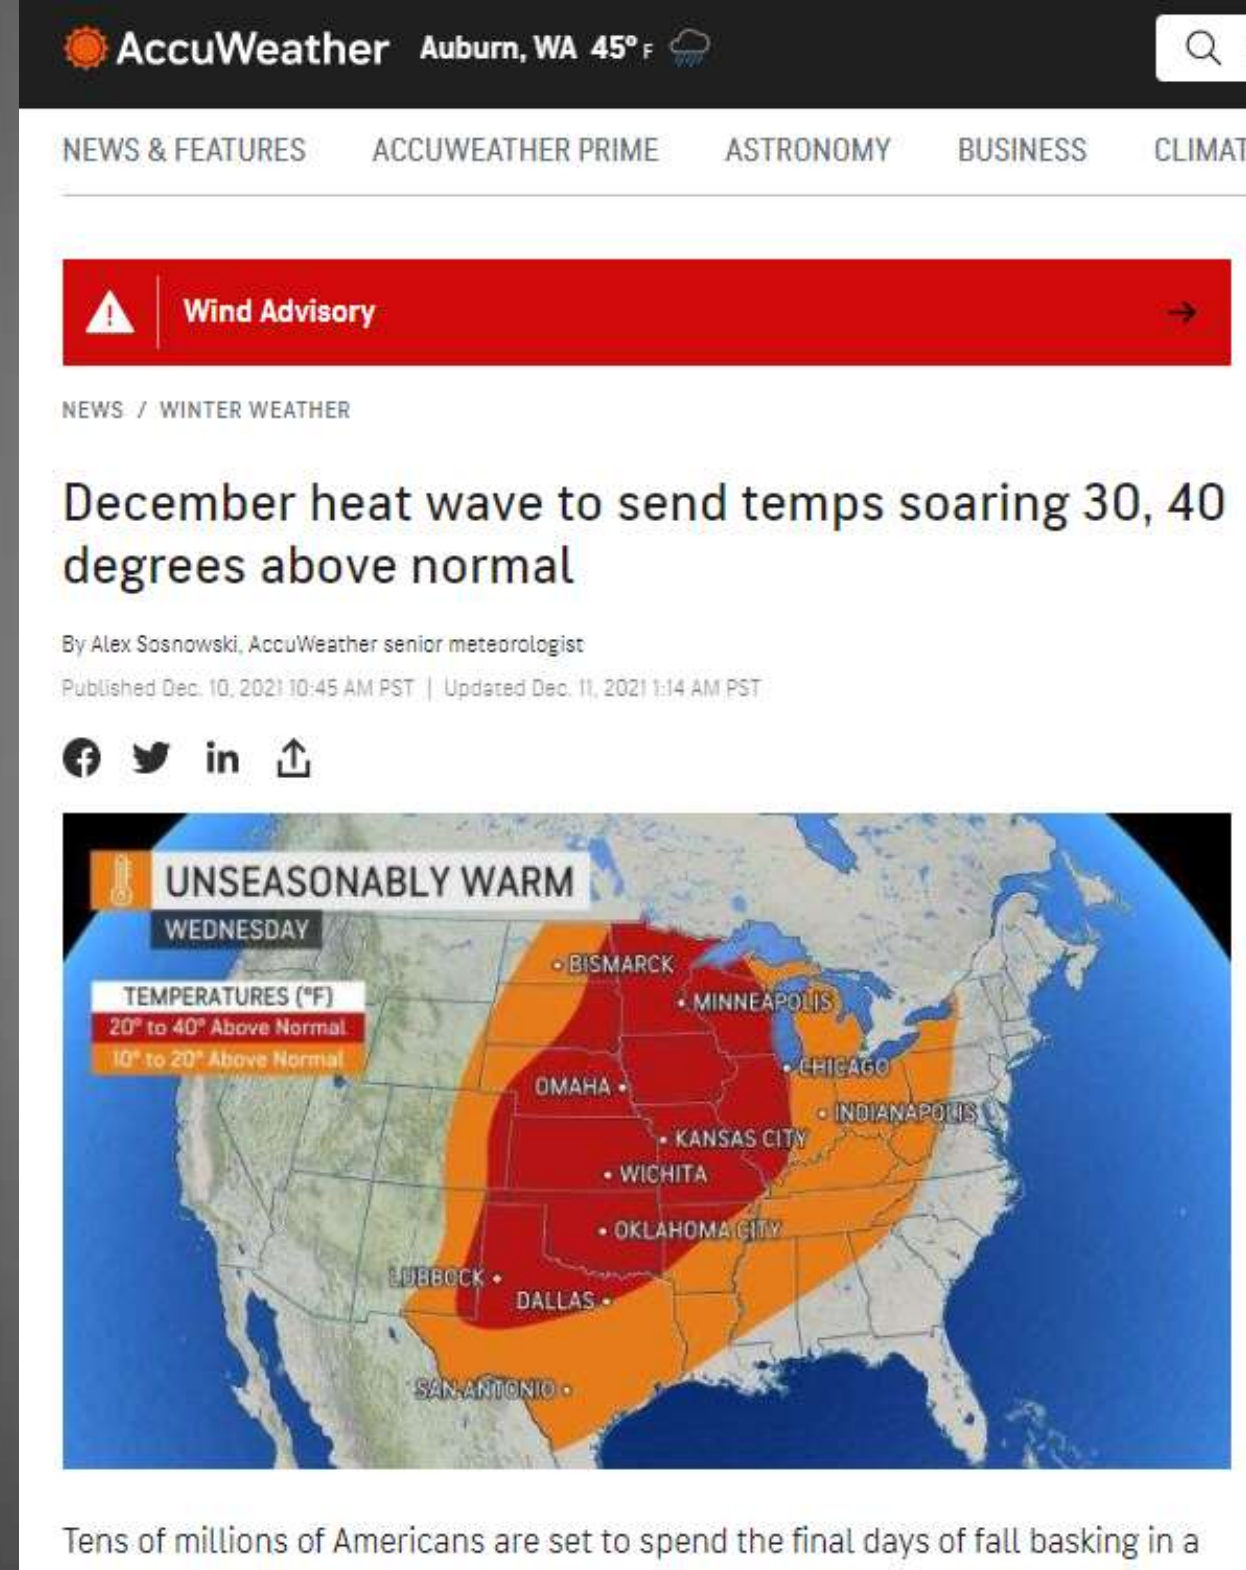 AccuWeather Auburn, WA 45° F
NEWS & FEATURES ACCUWEATHER PRIME ASTRONOMY BUSINESS CLIMAT
Wind Advisory
NEWS / WINTER WEATHER
December heat wave to send temps soaring 30, 40
degrees above normal
By Alex Sosnowski, AccuWeather senior meteorologist
Published Dec. 10, 2021 10:45 AM PST | Updated Dec. 11, 2021 1:14 AM PST
UNSEASONABLY WARM
WEDNESDAY
TEMPERATURES (°F)
20° to 40° Above Normal
10° to 20° Above Normal
BISMARCK
MINNEAPOLIS
CHICAGO
OMAHA
INDIANAPOLIS
KANSAS CITY
WICHITA
OKLAHOMA CITY
LUBBOCK
DALLAS
SAN ANTONIO
Tens of millions of Americans are set to spend the final days of fall basking in a